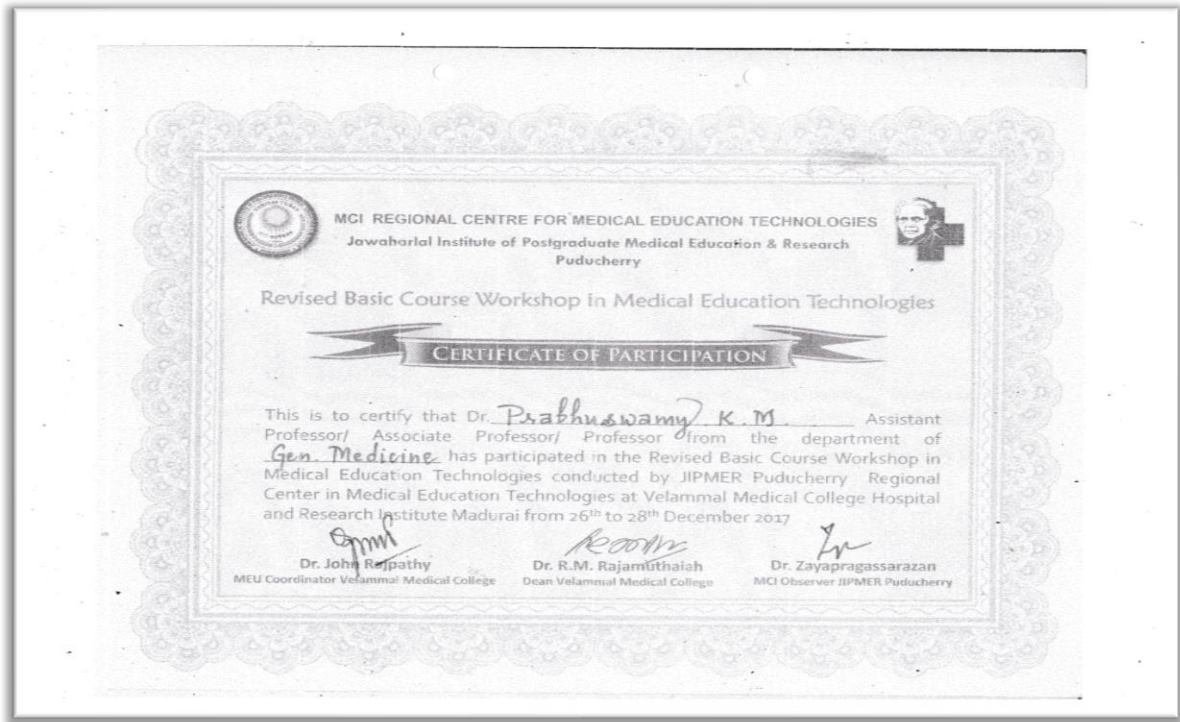 MCI REGIONAL CENTRE FOR MEDICAL EDUCATION TECHNOLOGIES
Jawaharlal Institute of Postgraduate Medical Education & Research
Puducherry
Revised Basic Course Workshop in Medical Education Technologies
CERTIFICATE OF PARTICIPATION
This is to certify that Dr. Prabhuswamy K. M. Assistant
Professor/ Associate Professor/ Professor from the department of
Gen. Medicine has participated in the Revised Basic Course Workshop in
Medical Education Technologies conducted by JIPMER Puducherry Regional
Center in Medical Education Technologies at Velammal Medical College Hospital
and Research Institute Madurai from 26th to 28th December 2017
Dr. John Rajpathy Dr. R.M. Rajamuthaiah Dr. Zayapragassarazan
MEU Coordinator Velammal Medical College Dean Velammal Medical College MCI Observer JIPMER Puducherry